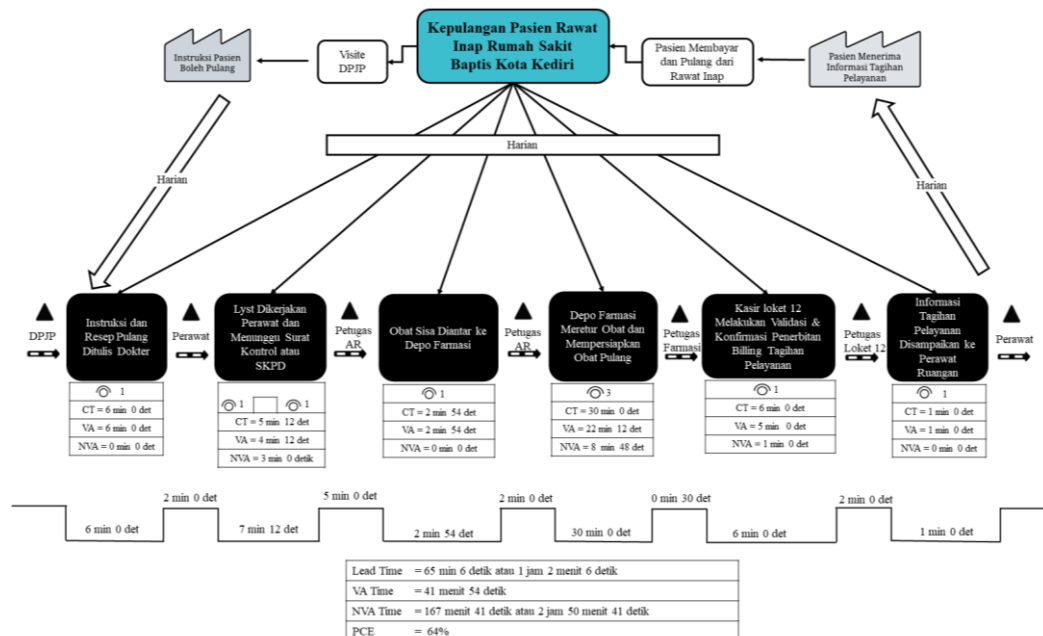 Kepulangan Pasien Rawat
Inap Rumah Sakit
Baptis Kota Kediri
Instruksi Pasien
Boleh Pulang
Visite
DPJP
Pasien Membayar
dan Pulang dari
Rawat Inap
Pasien Menerima
Informasi Tagihan
Pelayanan
Harian
Harian
Harian
DPJP
Instruksi dan
Resep Pulang
Ditulis Dokter
Perawat
Lyst Dikerjakan
Perawat dan
Menunggu Surat
Kontrol atau
SKPD
Petugas
AR
Obat Sisa Diantar ke
Depo Farmasi
Petugas
AR
Depo Farmasi
Meretur Obat dan
Mempersiapkan
Obat Pulang
Petugas
Farmasi
Kasir loket 12
Melakukan Validasi &
Konfirmasi Penerbitan
Billing Tagihan
Pelayanan
Petugas
Loket 12
Informasi
Tagihan
Pelayanan
Disampaikan ke
Perawat
Ruangan
Perawat
1
CT = 6 min 0 det
VA = 6 min 0 det
NVA = 0 min 0 det
1
1
CT = 5 min 12 det
VA = 4 min 12 det
NVA = 3 min 0 detik
1
CT = 2 min 54 det
VA = 2 min 54 det
NVA = 0 min 0 det
3
CT = 30 min 0 det
VA = 22 min 12 det
NVA = 8 min 48 det
1
CT = 6 min 0 det
VA = 5 min 0 det
NVA = 1 min 0 det
1
CT = 1 min 0 det
VA = 1 min 0 det
NVA = 0 min 0 det
2 min 0 det
5 min 0 det
2 min 0 det
0 min 30 det
2 min 0 det
6 min 0 det
7 min 12 det
2 min 54 det
30 min 0 det
6 min 0 det
1 min 0 det
Lead Time = 65 min 6 detik atau 1 jam 2 menit 6 detik
VA Time = 41 menit 54 detik
NVA Time = 167 menit 41 detik atau 2 jam 50 menit 41 detik
PCE = 64%